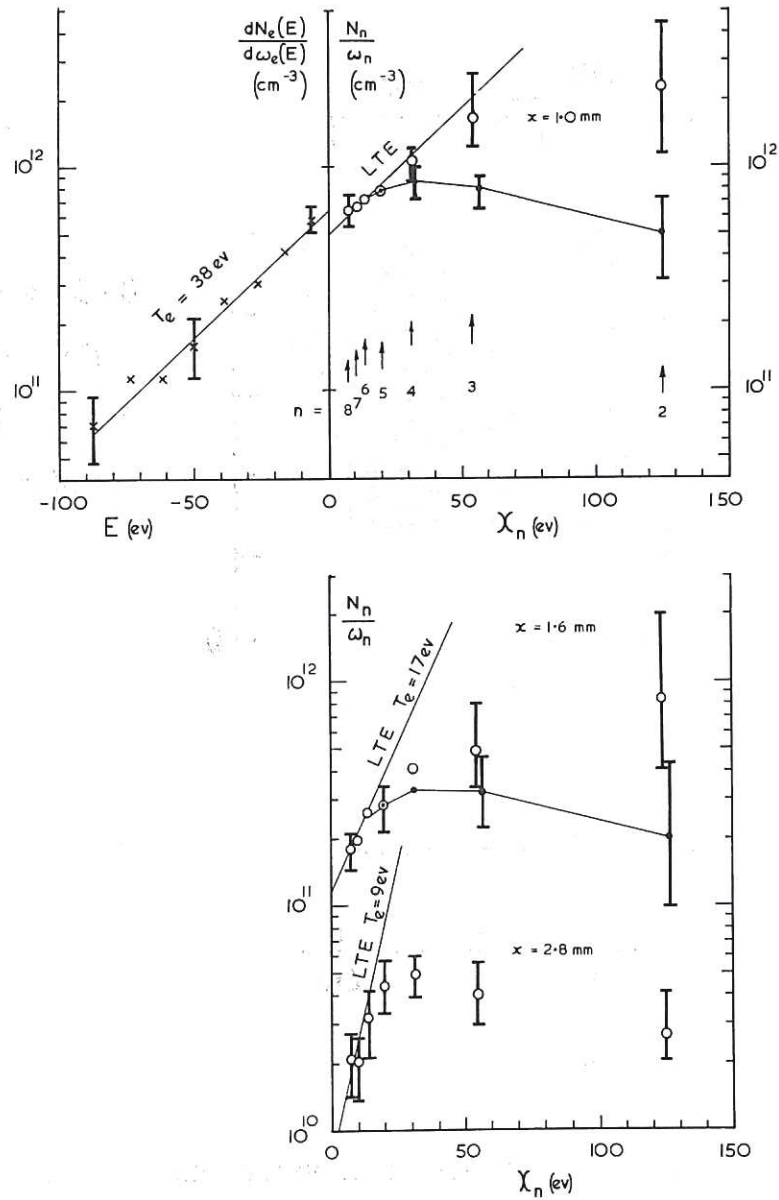 dNe(E)
dωe(E)
(cm⁻³)
Nn
ωn
(cm⁻³)
10¹²
10¹¹
10¹²
10¹¹
x = 1·0 mm
LTE
Te = 38 ev
n = 8 7 6 5 4 3 2
-100 -50 0 50 100 150
E (ev)
χn (ev)
Nn
ωn
10¹²
10¹¹
10¹⁰
x = 1·6 mm
LTE Te = 17 ev
LTE Te = 9 ev
x = 2·8 mm
0 50 100 150
χn (ev)